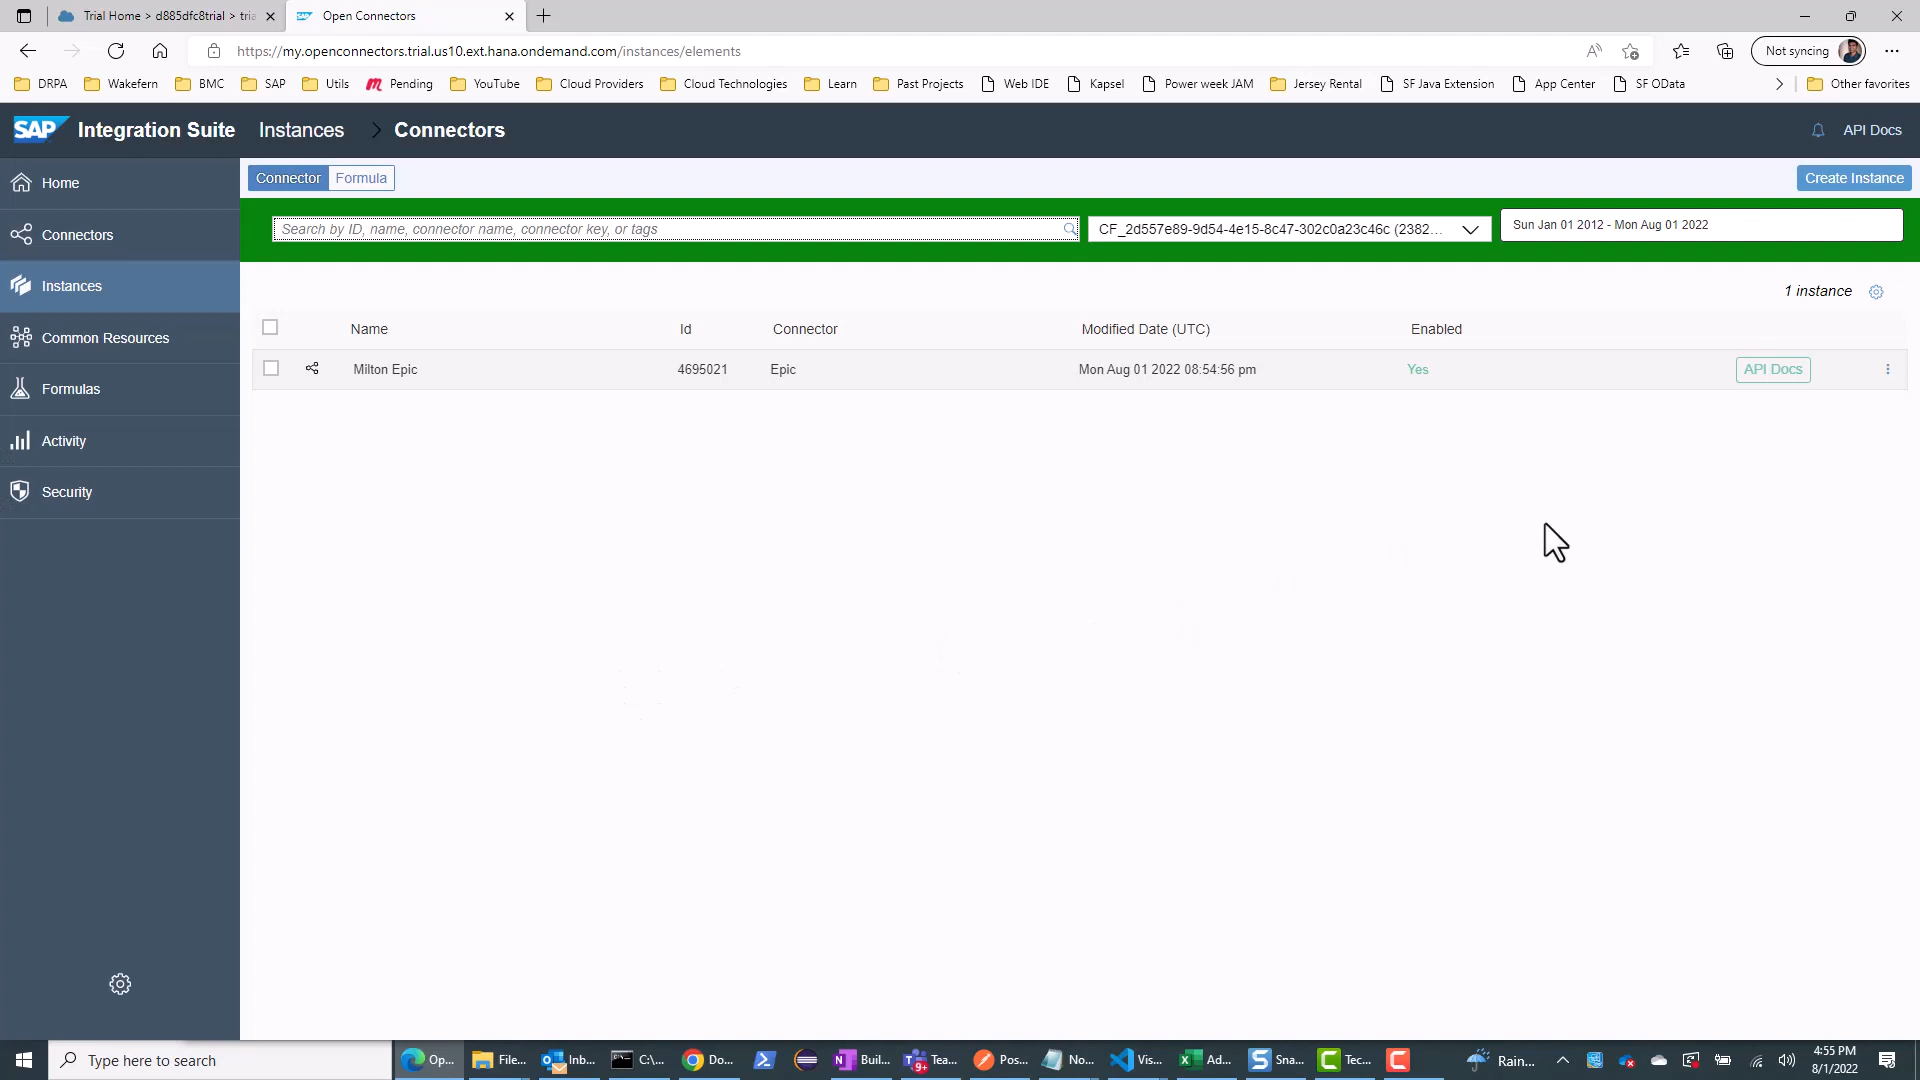 Trial Home > d885dfc8trial > tria
Open Connectors
https://my.openconnectors.trial.us10.ext.hana.ondemand.com/instances/elements
Not syncing
DRPA
Wakefern
BMC
SAP
Utils
Pending
YouTube
Cloud Providers
Cloud Technologies
Learn
Past Projects
Web IDE
Kapsel
Power week JAM
Jersey Rental
SF Java Extension
App Center
SF OData
Other favorites
SAP Integration Suite Instances > Connectors
API Docs
Home
Connectors
Instances
Common Resources
Formulas
Activity
Security
Connector Formula
Create Instance
Search by ID, name, connector name, connector key, or tags
CF_2d557e89-9d54-4e15-8c47-302c0a23c46c (2382...
Sun Jan 01 2012 - Mon Aug 01 2022
1 instance
Name Id Connector Modified Date (UTC) Enabled
Milton Epic 4695021 Epic Mon Aug 01 2022 08:54:56 pm Yes API Docs
Type here to search
Op...
File...
Inb...
C:\...
Do...
Buil...
Tea...
9+
Pos...
No...
Vis...
Ad...
Sna...
Tec...
Rain...
4:55 PM
8/1/2022